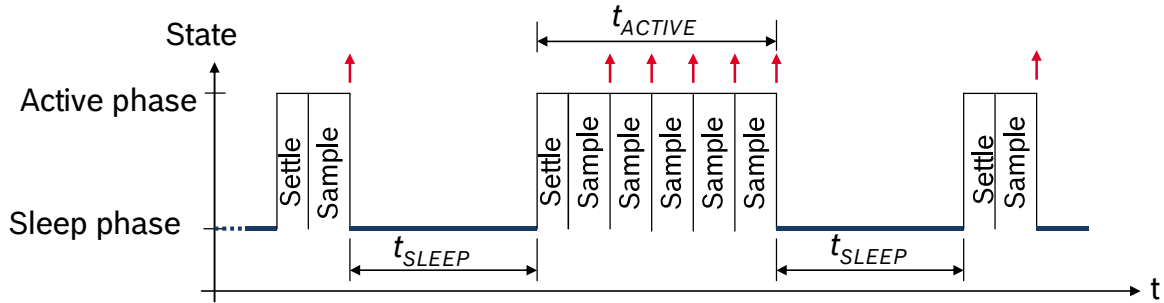 t_ACTIVE
State
Active phase
Settle
Sample
Settle
Sample
Sample
Sample
Sample
Sample
Settle
Sample
Sleep phase
t_SLEEP
t_SLEEP
t